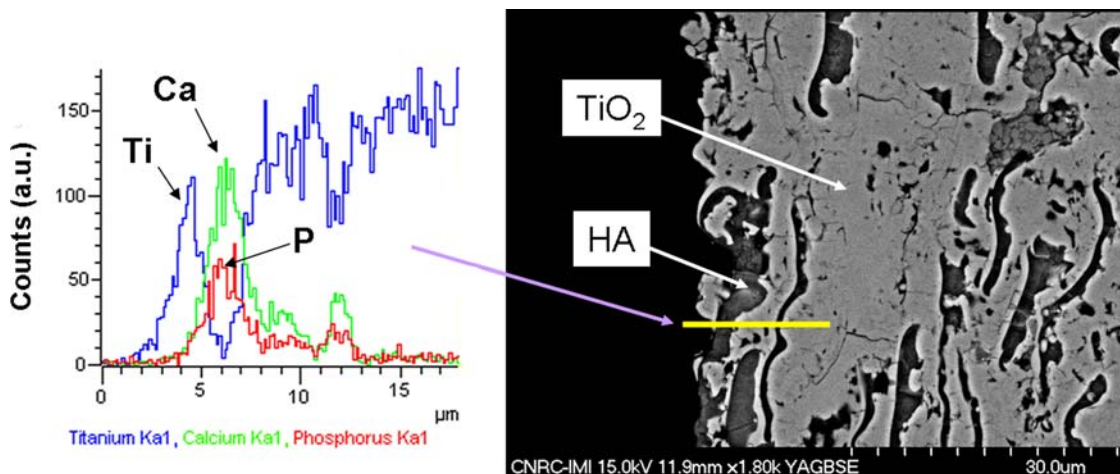 Counts (a.u.)
150
100
50
0
Ti
Ca
P
0 5 10 15
µm
Titanium Ka1, Calcium Ka1, Phosphorus Ka1
TiO₂
HA
CNRC-IMI 15.0kV 11.9mm x1.80k YAGBSE 30.0um